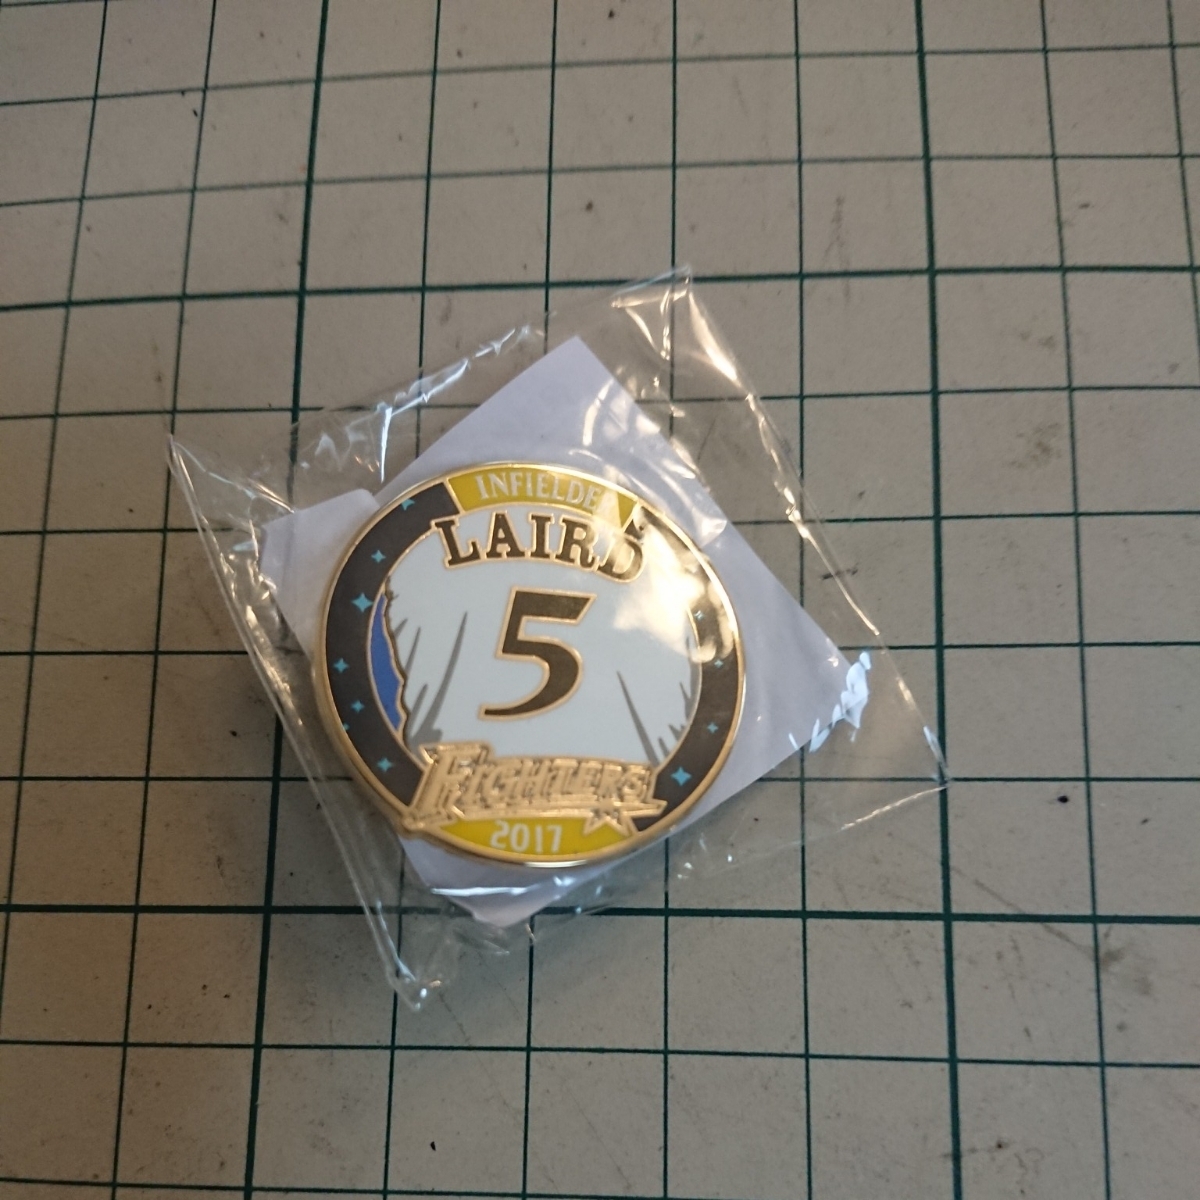 INFIELDER
LAIRD
5
FIGHTERS
2017